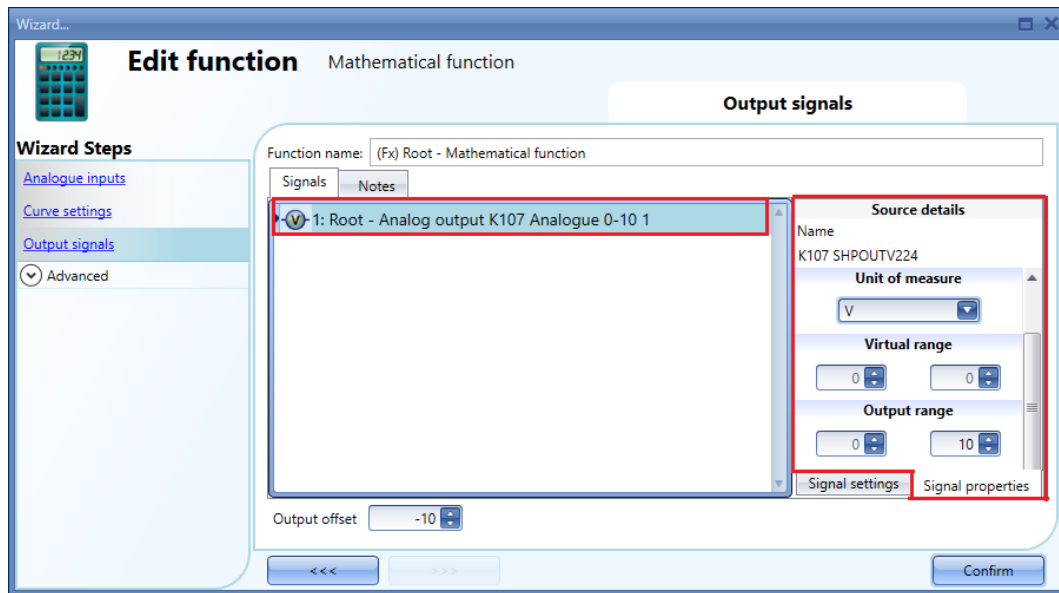 Wizard...
1234
Edit function
Mathematical function
Output signals
Wizard Steps
Analogue inputs
Curve settings
Output signals
Advanced
Function name: (Fx) Root - Mathematical function
Signals
Notes
V 1: Root - Analog output K107 Analogue 0-10 1
Source details
Name
K107 SHPOUTV224
Unit of measure
V
Virtual range
0 0
Output range
0 10
Signal settings
Signal properties
Output offset -10
<<< >>>
Confirm